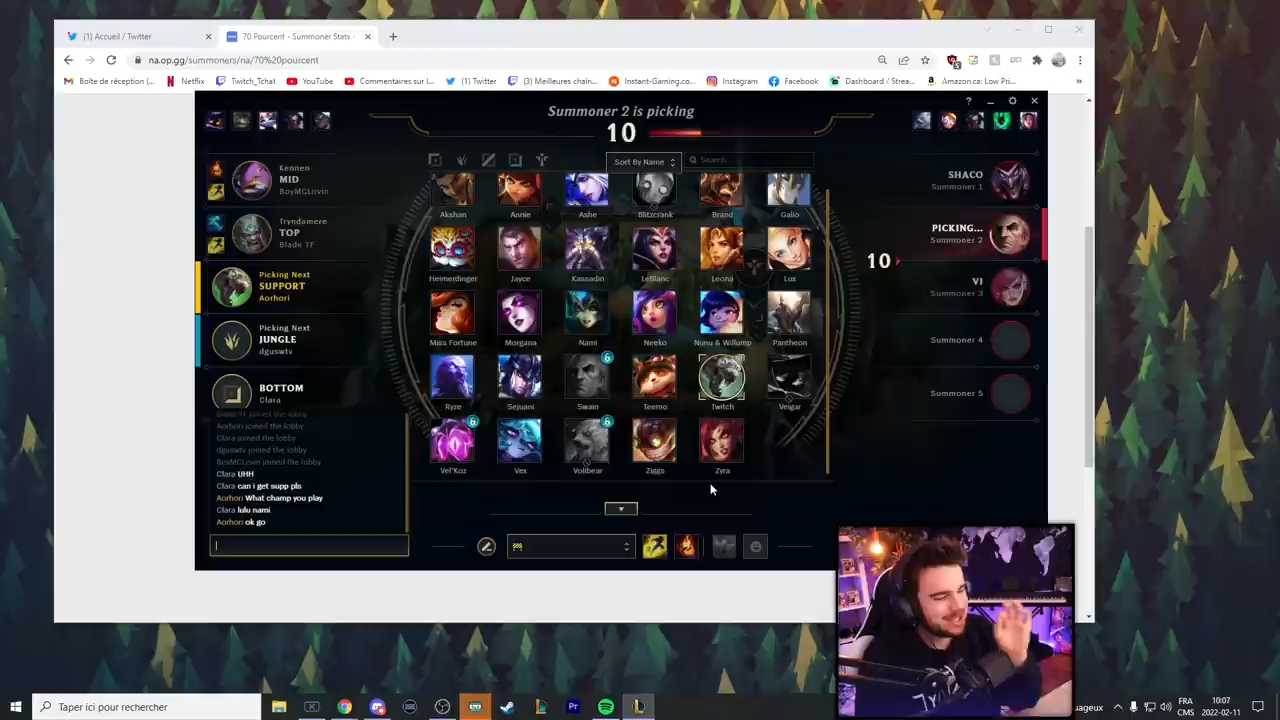 (1) Accueil / Twitter
70 Pourcent - Summoner Stats -
na.op.gg/summoners/na/70%20pourcent
Boîte de réception (...
Netflix
Twitch_Tchat
YouTube
Commentaires sur l...
(1) Twitter
(3) Meilleures chaîn...
Instant-Gaming.co...
Instagram
Facebook
Dashboard / Strea...
Amazon.ca: Low Pri...
»
Summoner 2 is picking
?
10
Sort By Name
Search
Kennen
MID
BoyMCLovin
Tryndamere
TOP
Blade TF
Picking Next
SUPPORT
Aorhori
Picking Next
JUNGLE
dguswtv
BOTTOM
Clara
Akshan
Annie
Ashe
Blitzcrank
Brand
Galio
Heimerdinger
Jayce
Kassadin
LeBlanc
Leona
Lux
Miss Fortune
Morgana
Nami
Neeko
Nunu & Willump
Pantheon
Ryze
Sejuani
Swain
Teemo
Twitch
Veigar
Vel'Koz
Vex
Volibear
Ziggs
Zyra
SHACO
Summoner 1
PICKING...
Summoner 2
10
VI
Summoner 3
Summoner 4
Summoner 5
Blade TF joined the lobby
Aorhori joined the lobby
Clara joined the lobby
dguswtv joined the lobby
BoyMCLovin joined the lobby
Clara UHH
Clara can i get supp pls
Aorhori What champ you play
Clara lulu nami
Aorhori ok go
Taper ici pour rechercher
Pr
uageux
FRA
CMS
10:07
2022-02-11